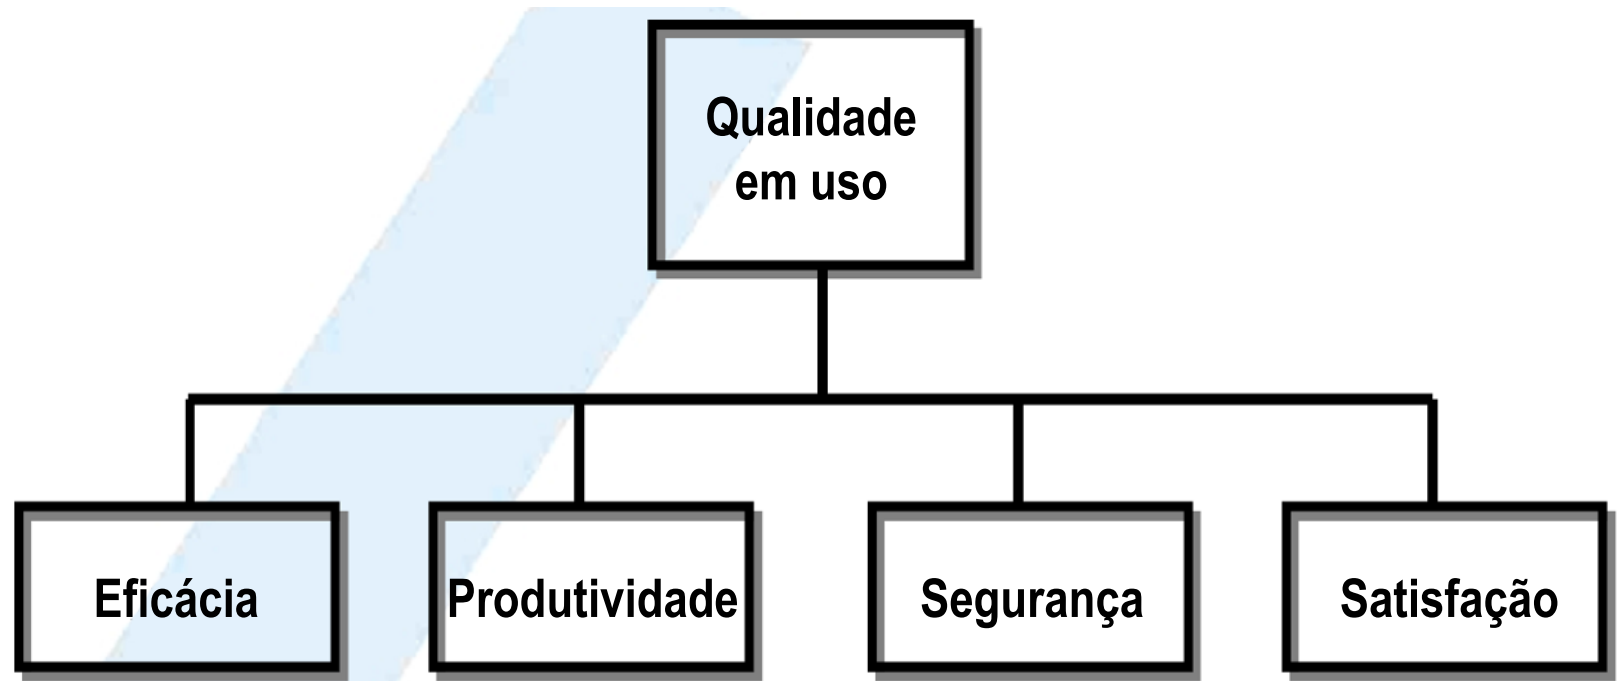 Qualidade
em uso
Eficácia
Produtividade
Segurança
Satisfação